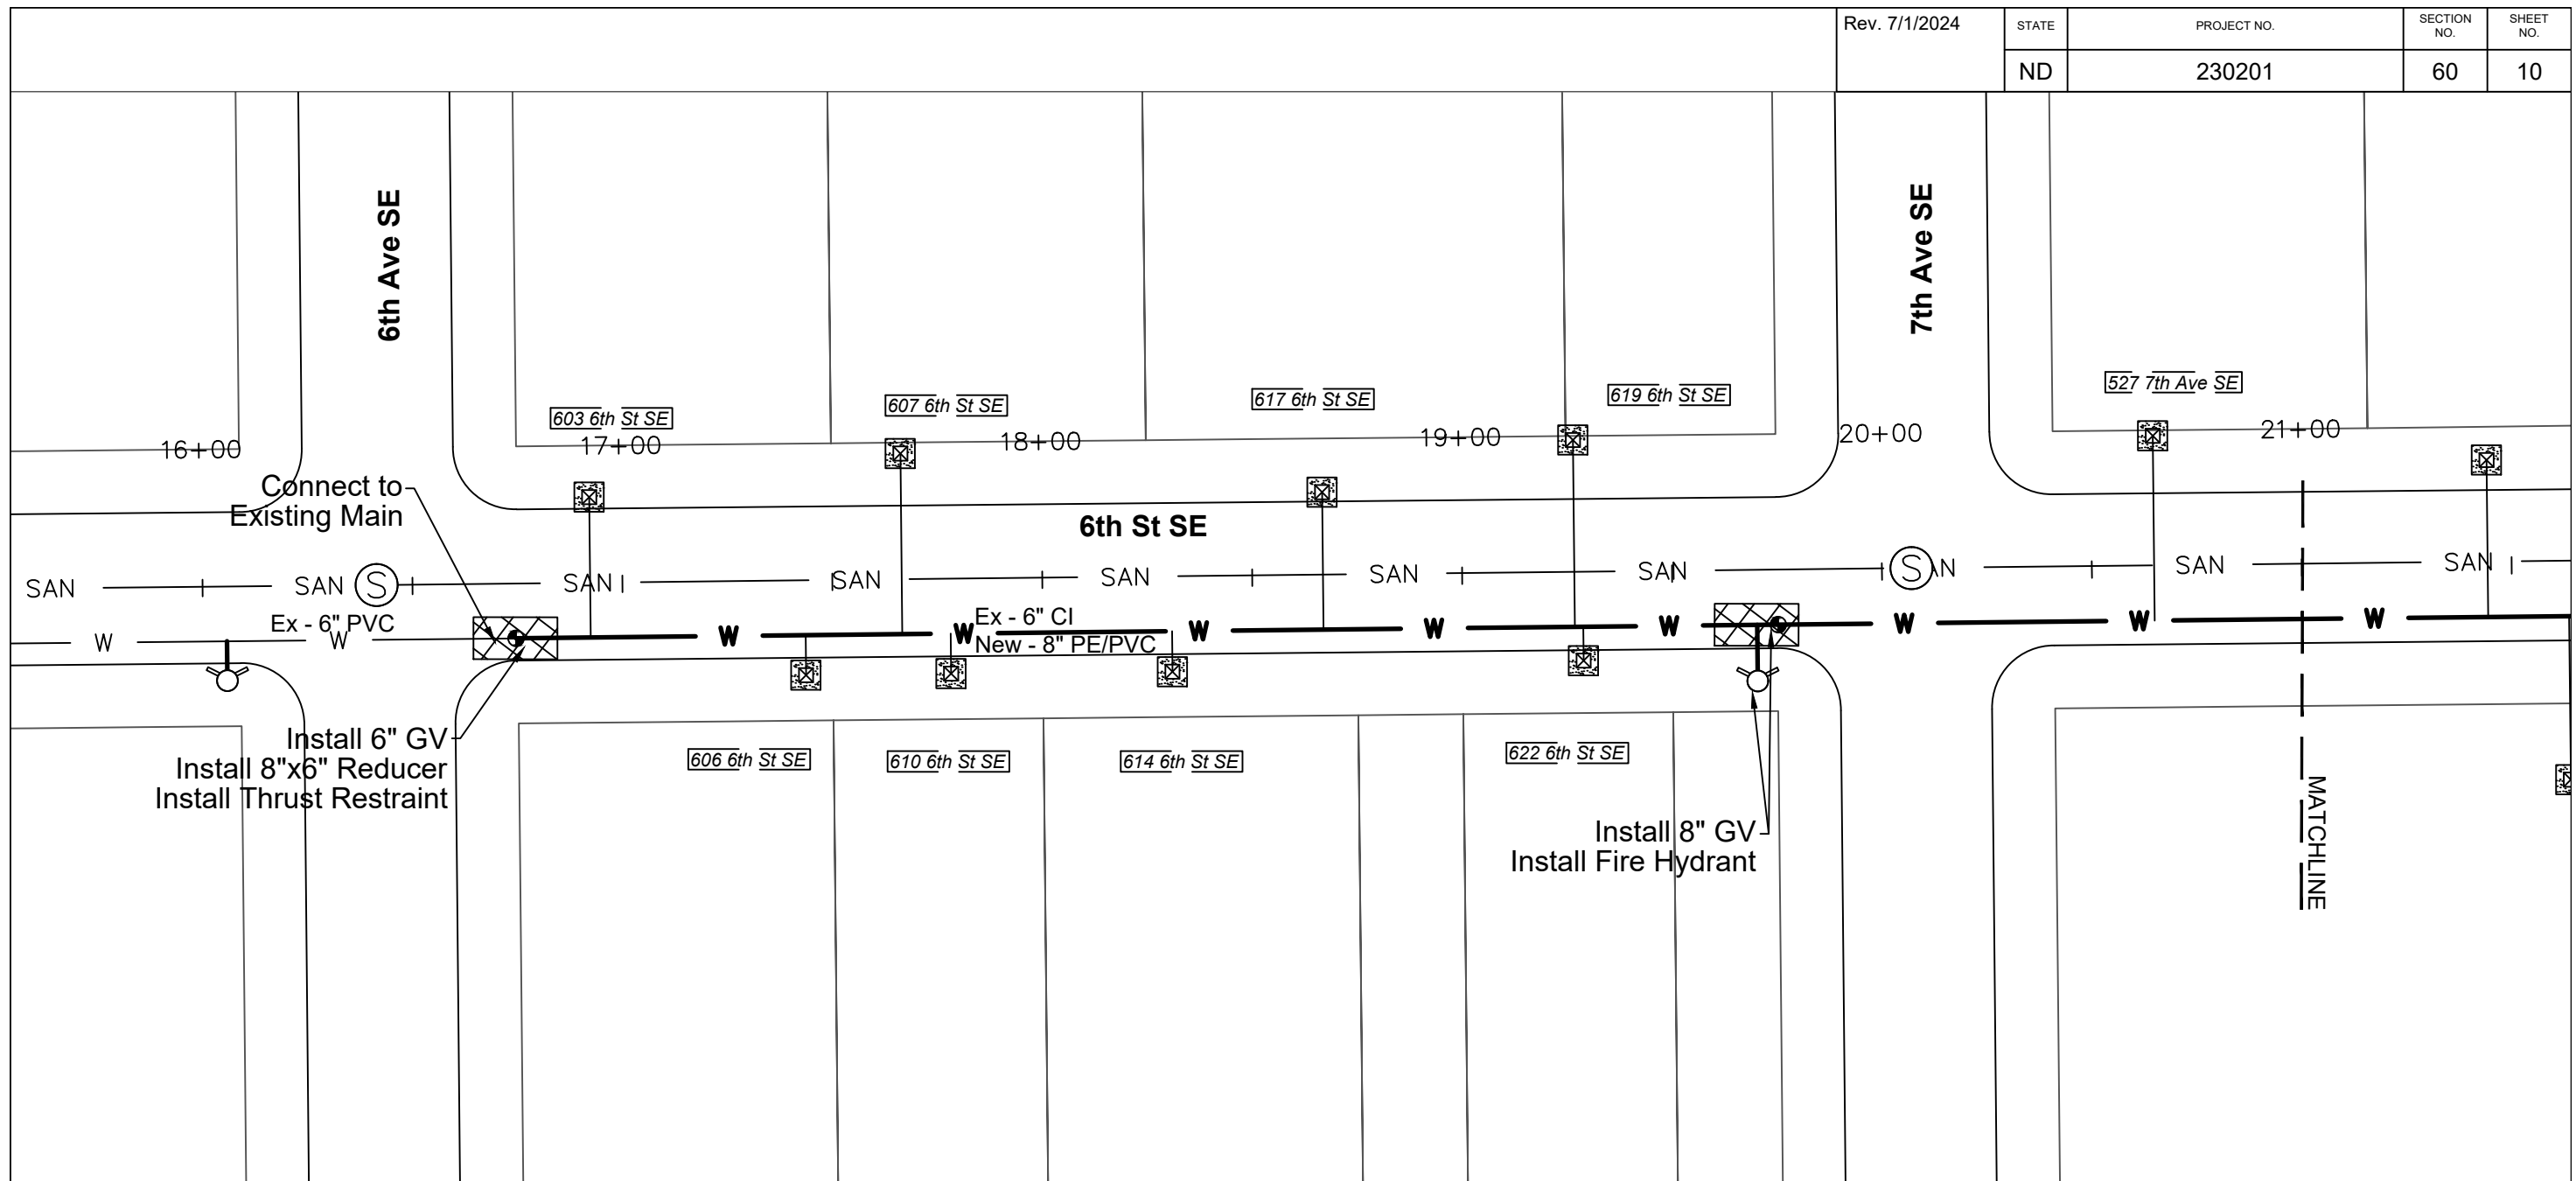 Rev. 7/1/2024
STATE
PROJECT NO.
SECTION NO.
SHEET NO.
ND
230201
60
10
6th Ave SE
7th Ave SE
603 6th St SE
607 6th St SE
617 6th St SE
619 6th St SE
527 7th Ave SE
16+00
17+00
18+00
19+00
20+00
21+00
Connect to
Existing Main
6th St SE
SAN
SAN
S
SAN
SAN
SAN
SAN
SAN
S
AN
SAN
SAN
Ex - 6" PVC
W
W
W
W
Ex - 6" CI
New - 8" PE/PVC
W
W
W
W
W
W
Install 6" GV
Install 8"x6" Reducer
Install Thrust Restraint
606 6th St SE
610 6th St SE
614 6th St SE
622 6th St SE
Install 8" GV
Install Fire Hydrant
MATCHLINE